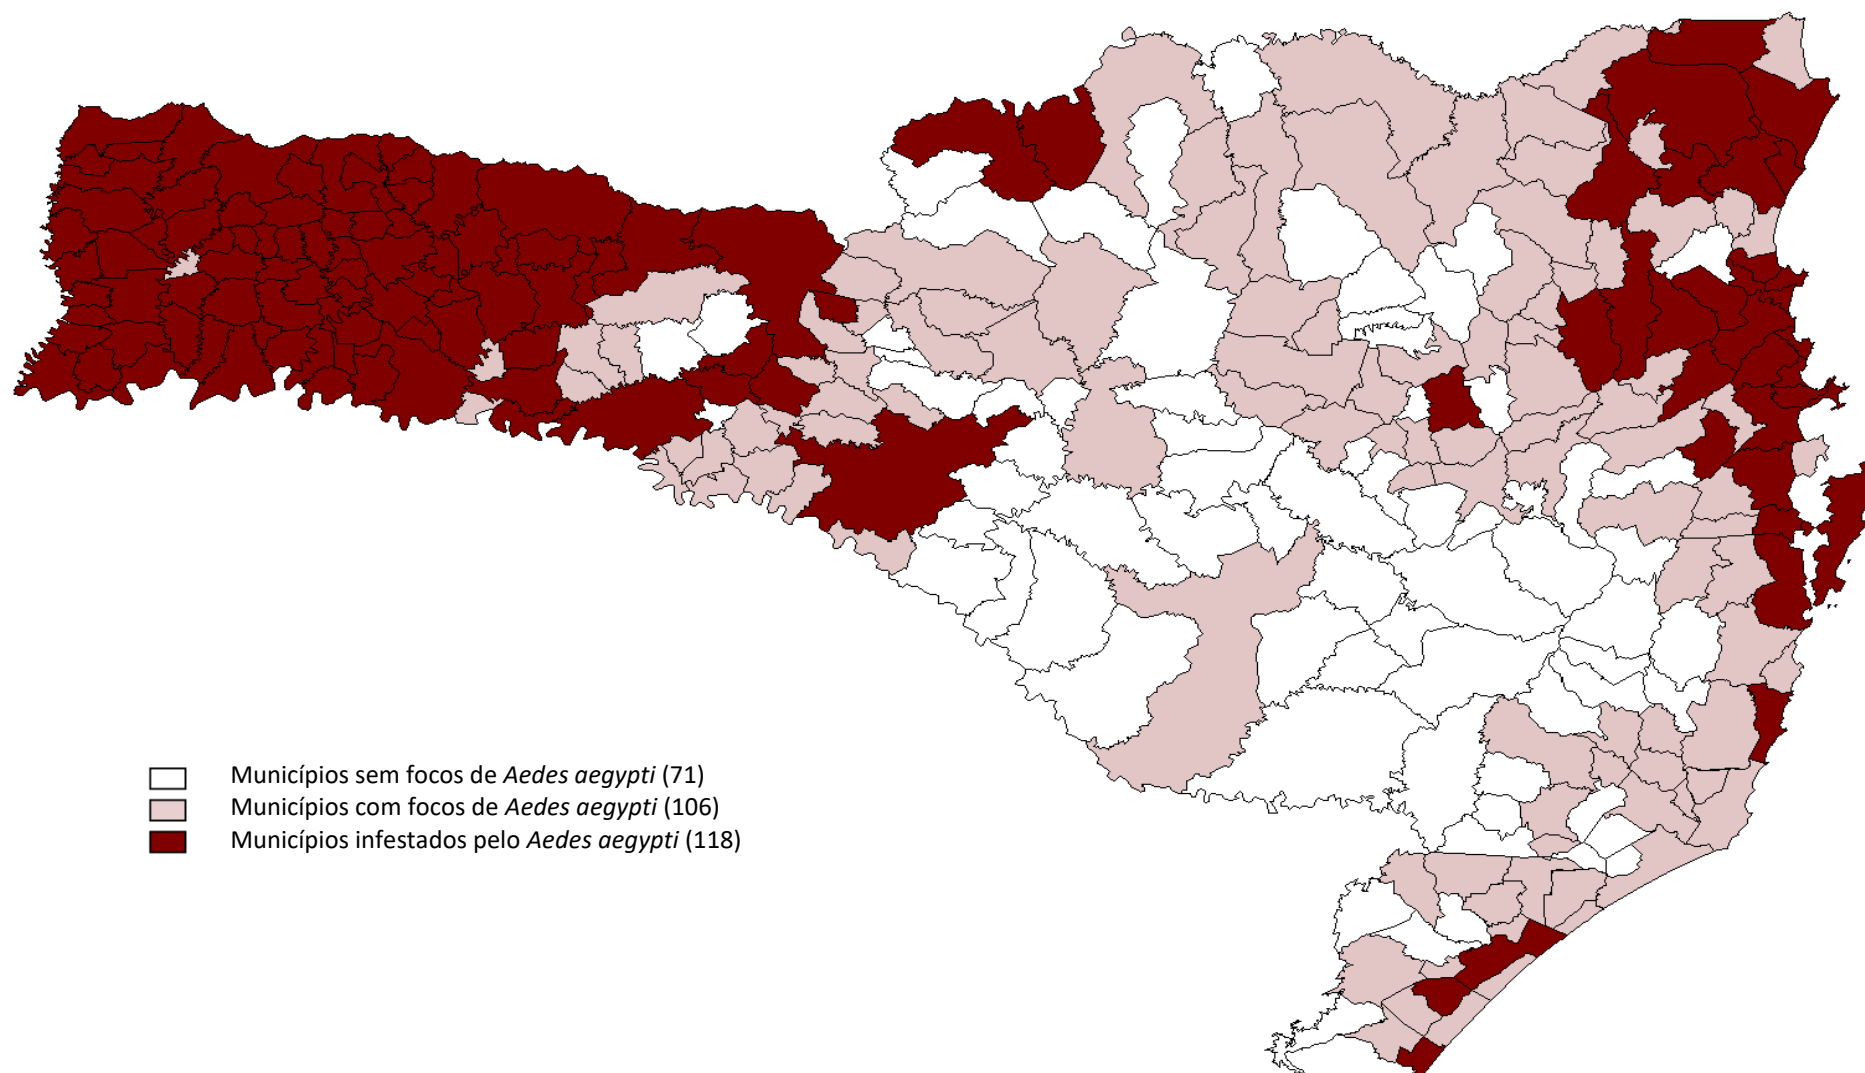 Municípios sem focos de Aedes aegypti (71)
Municípios com focos de Aedes aegypti (106)
Municípios infestados pelo Aedes aegypti (118)